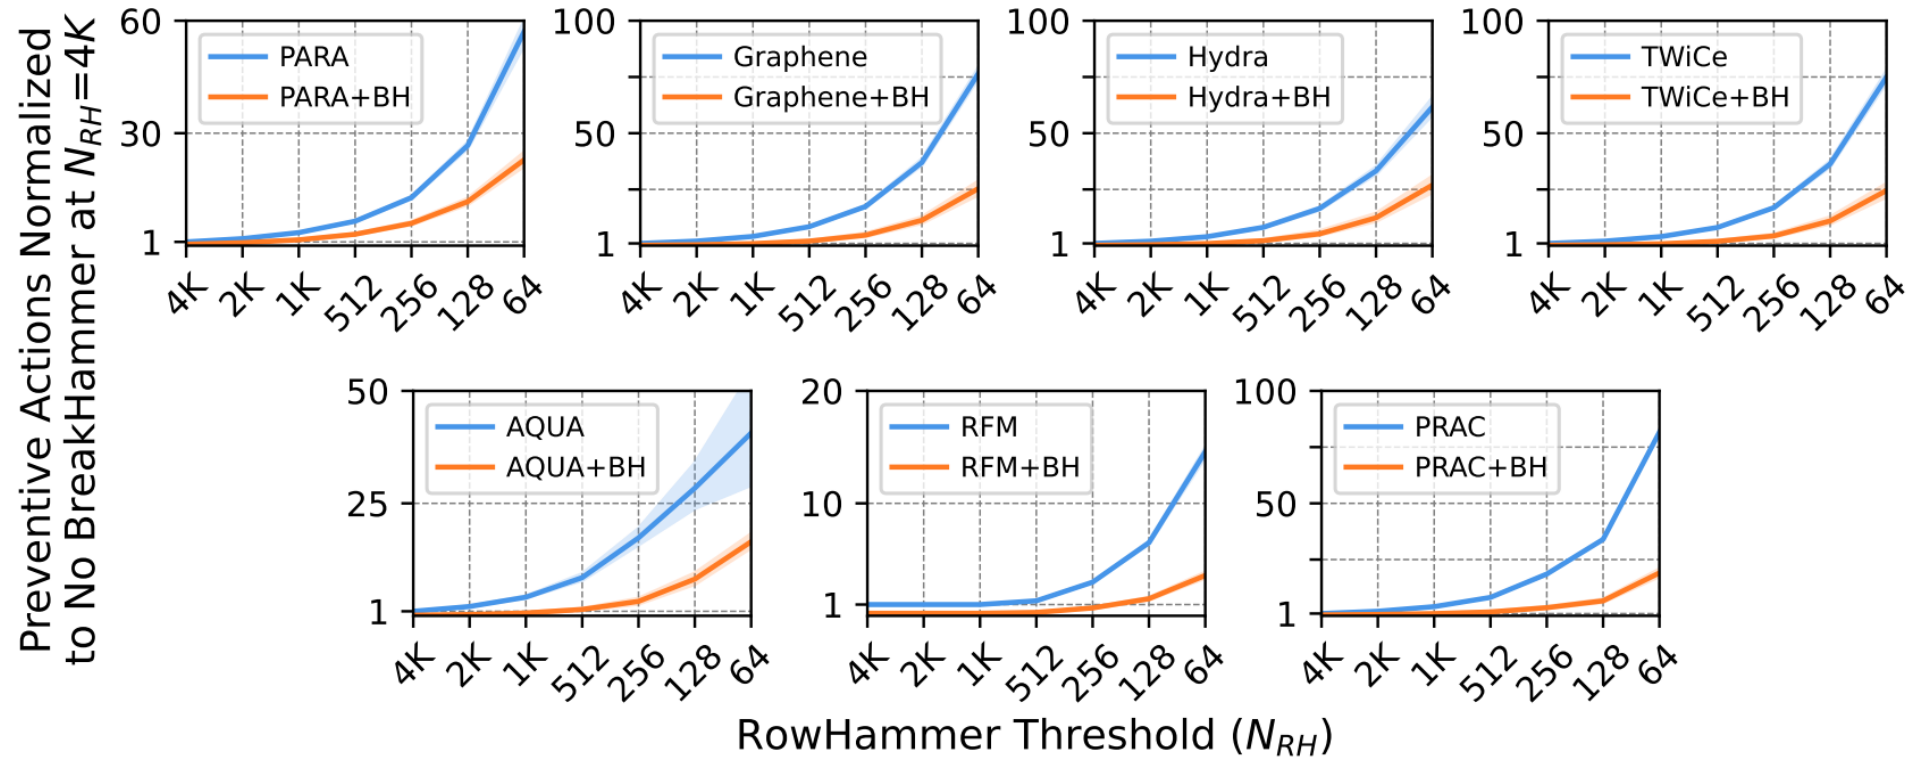 Preventive Actions Normalized
to No BreakHammer at N_RH=4K
60
30
1
PARA
PARA+BH
4K 2K 1K 512 256 128 64
100
50
1
Graphene
Graphene+BH
4K 2K 1K 512 256 128 64
100
50
1
Hydra
Hydra+BH
4K 2K 1K 512 256 128 64
100
50
1
TWiCe
TWiCe+BH
4K 2K 1K 512 256 128 64
50
25
1
AQUA
AQUA+BH
4K 2K 1K 512 256 128 64
20
10
1
RFM
RFM+BH
4K 2K 1K 512 256 128 64
100
50
1
PRAC
PRAC+BH
4K 2K 1K 512 256 128 64
RowHammer Threshold (N_RH)